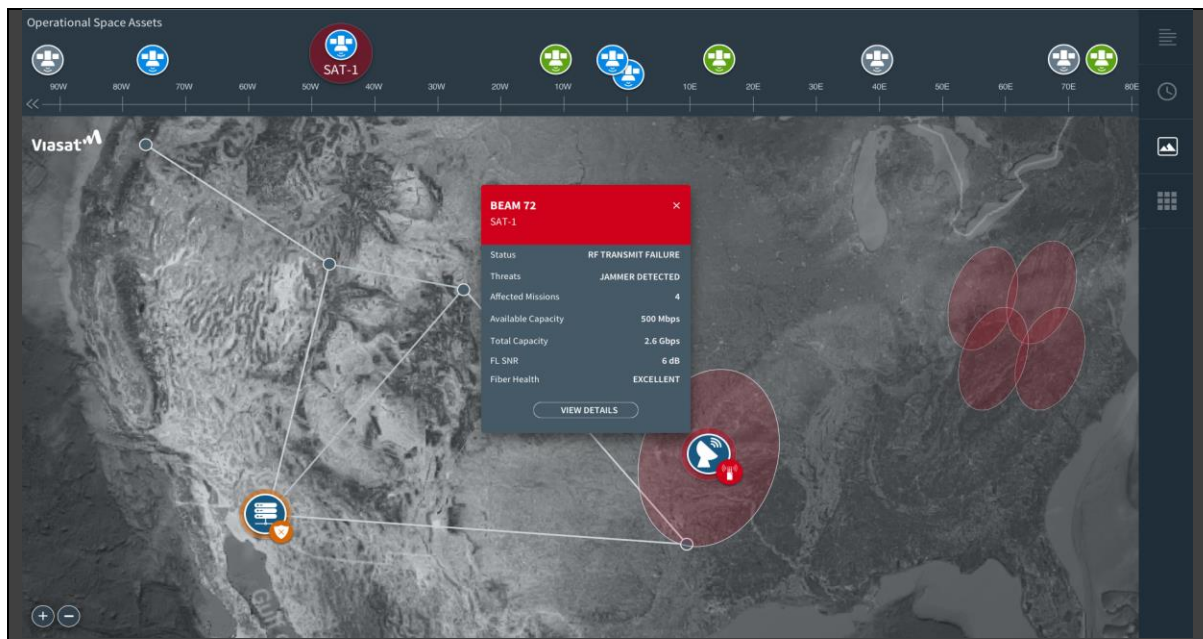 Operational Space Assets
SAT-1
90W 80W 70W 60W 50W 40W 30W 20W 10W 10E 20E 30E 40E 50E 60E 70E 80E
Viasat
BEAM 72 ×
SAT-1
Status RF TRANSMIT FAILURE
Threats JAMMER DETECTED
Affected Missions 4
Available Capacity 500 Mbps
Total Capacity 2.6 Gbps
FL SNR 6 dB
Fiber Health EXCELLENT
VIEW DETAILS
Gulf